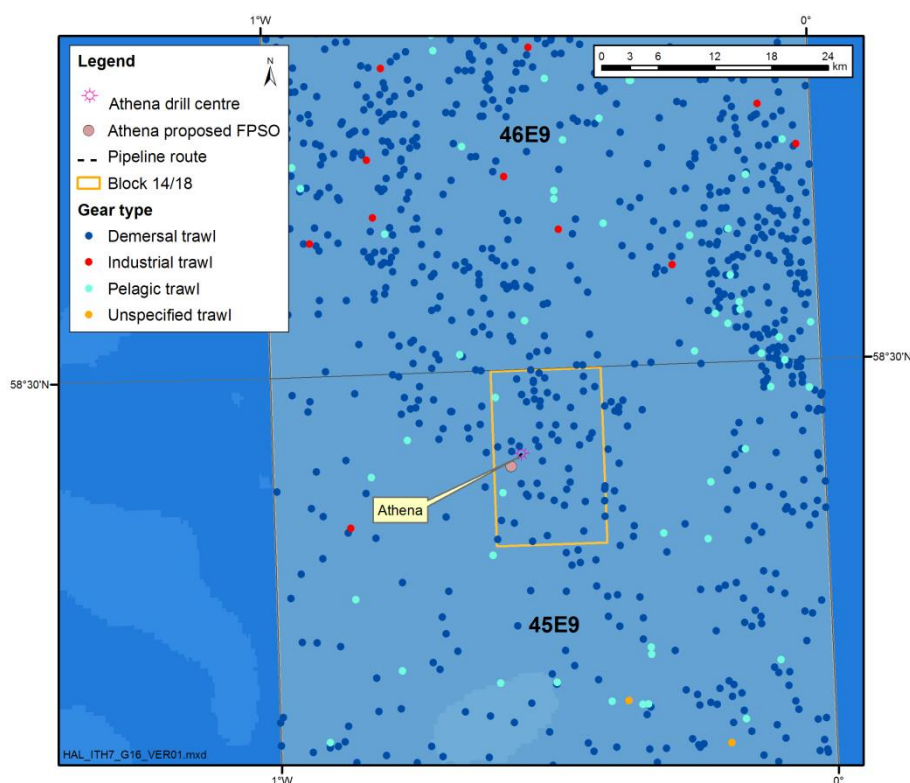 1°W
0°
Legend
N
Athena drill centre
Athena proposed FPSO
Pipeline route
Block 14/18
Gear type
Demersal trawl
Industrial trawl
Pelagic trawl
Unspecified trawl
0 3 6 12 18 24
km
46E9
58°30'N
58°30'N
Athena
45E9
HAL_ITH7_G16_VER01.mxd
1°W
0°